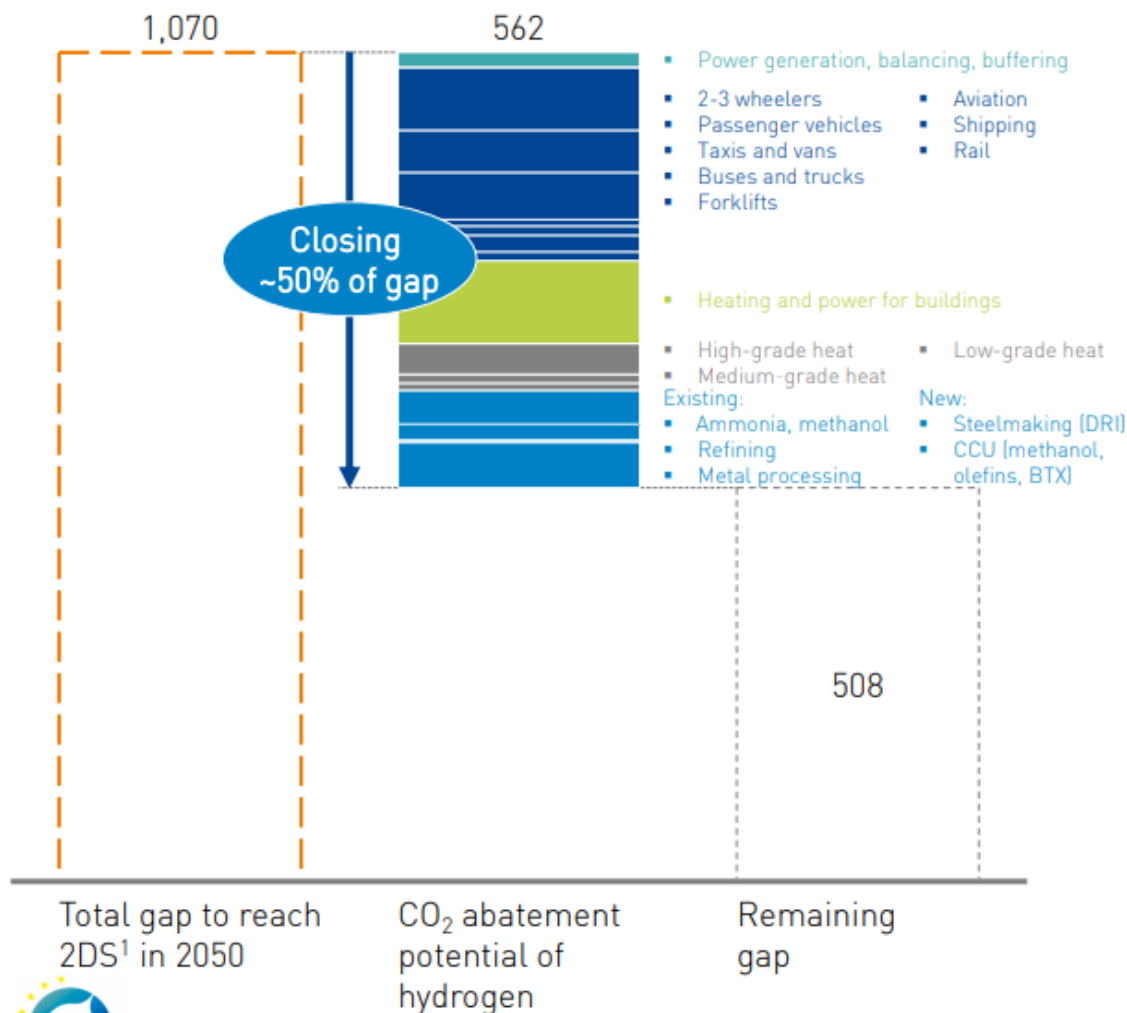 1,070
562
Power generation, balancing, buffering
2-3 wheelers
Passenger vehicles
Taxis and vans
Buses and trucks
Forklifts
Aviation
Shipping
Rail
Closing
~50% of gap
Heating and power for buildings
High-grade heat
Medium-grade heat
Low-grade heat
Existing:
Ammonia, methanol
Refining
Metal processing
New:
Steelmaking (DRI)
CCU (methanol,
olefins, BTX)
508
Total gap to reach
2DS¹ in 2050
CO₂ abatement
potential of
hydrogen
Remaining
gap